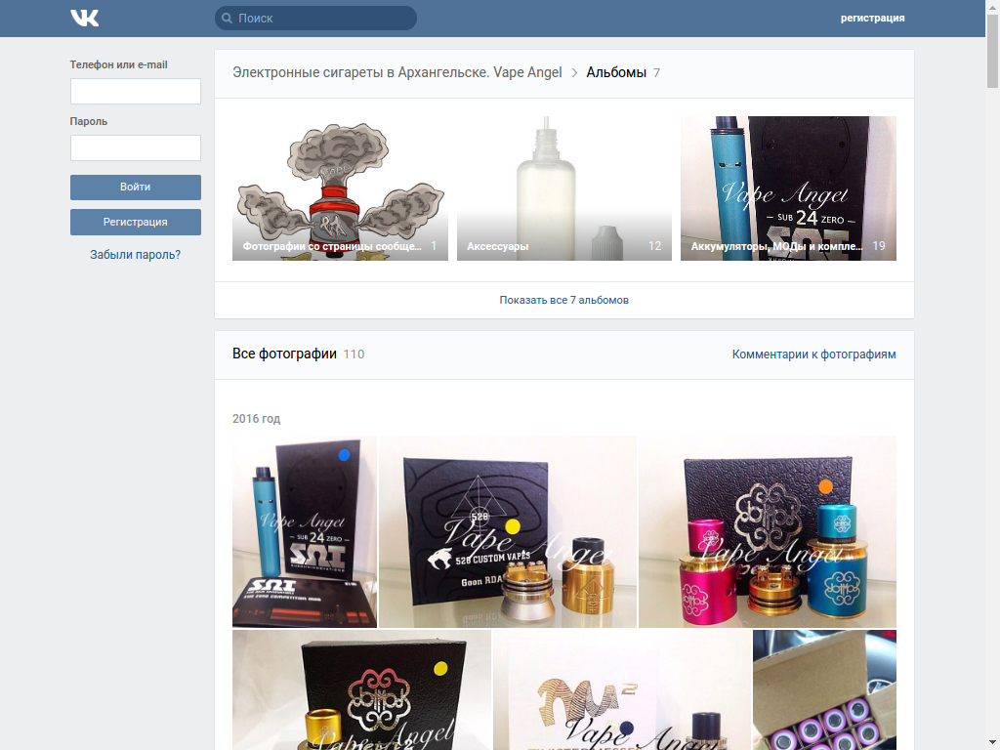 Поиск
регистрация
Телефон или e-mail
Пароль
Войти
Регистрация
Забыли пароль?
Электронные сигареты в Архангельске. Vape Angel
Альбомы 7
Фотографии со страницы сообще... 1
Аксессуары 12
Vape Angel
SUB 24 ZERO
Аккумуляторы, МОДы и компле... 19
Показать все 7 альбомов
Все фотографии 110
Комментарии к фотографиям
2016 год
Vape Angel
SUB 24 ZERO
528
Vape Angel
528 CUSTOM VAPES
Goon RDA
Vape Angel
Vape Angel
Vape Angel